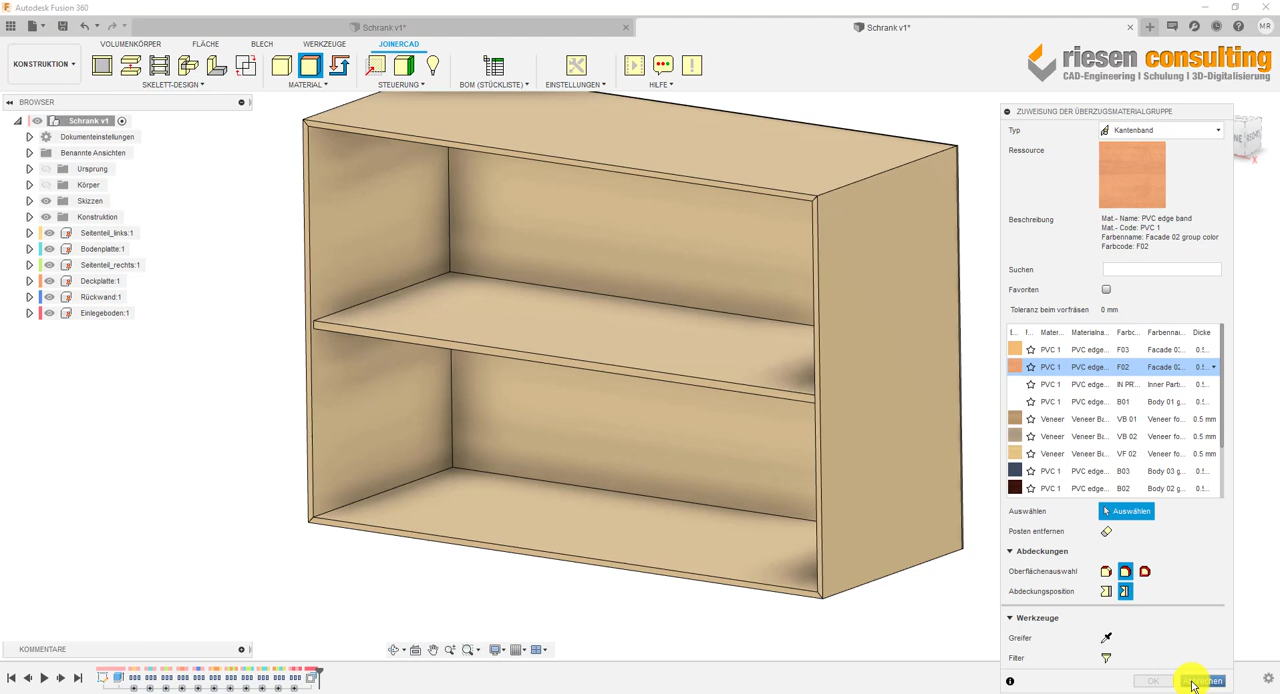 Autodesk Fusion 360
Schrank v1*
Schrank v1*
MR
VOLUMENKÖRPER
FLÄCHE
BLECH
WERKZEUGE
JOINERCAD
KONSTRUKTION
SKELETT-DESIGN
MATERIAL
STEUERUNG
BOM (STÜCKLISTE)
EINSTELLUNGEN
HILFE
riesen consulting
CAD-Engineering | Schulung | 3D-Digitalisierung
BROWSER
Schrank v1
Dokumenteinstellungen
Benannte Ansichten
Ursprung
Körper
Skizzen
Konstruktion
Seitenteil_links:1
Bodenplatte:1
Seitenteil_rechts:1
Deckplatte:1
Rückwand:1
Einlegeboden:1
ZUWEISUNG DER ÜBERZUGSMATERIALGRUPPE
Typ
Kantenband
Ressource
Beschreibung
Mat.- Name: PVC edge band
Mat.- Code: PVC 1
Farbenname: Facade 02 group color
Farbcode: F02
Suchen
Favoriten
Toleranz beim vorfräsen 0 mm
Mater... Materialna... Farbc... Farbennai... Dicke
PVC 1 PVC edge... F03 Facade 0... 0.5...
PVC 1 PVC edge... F02 Facade 02... 0.5...
PVC 1 PVC edge... IN PR... Inner Parti... 0.5...
PVC 1 PVC edge... B01 Body 01 g... 0.5...
Veneer Veneer Ba... VB 01 Veneer fo... 0.5 mm
Veneer Veneer Ba... VB 02 Veneer fo... 0.5 mm
Veneer Veneer Ba... VF 02 Veneer fo... 0.5 mm
PVC 1 PVC edge... B03 Body 03 g... 0.5...
PVC 1 PVC edge... B02 Body 02 g... 0.5...
Auswählen
Auswählen
Posten entfernen
Abdeckungen
Oberflächenauswahl
Abdeckungsposition
Werkzeuge
Greifer
Filter
OK
KOMMENTARE